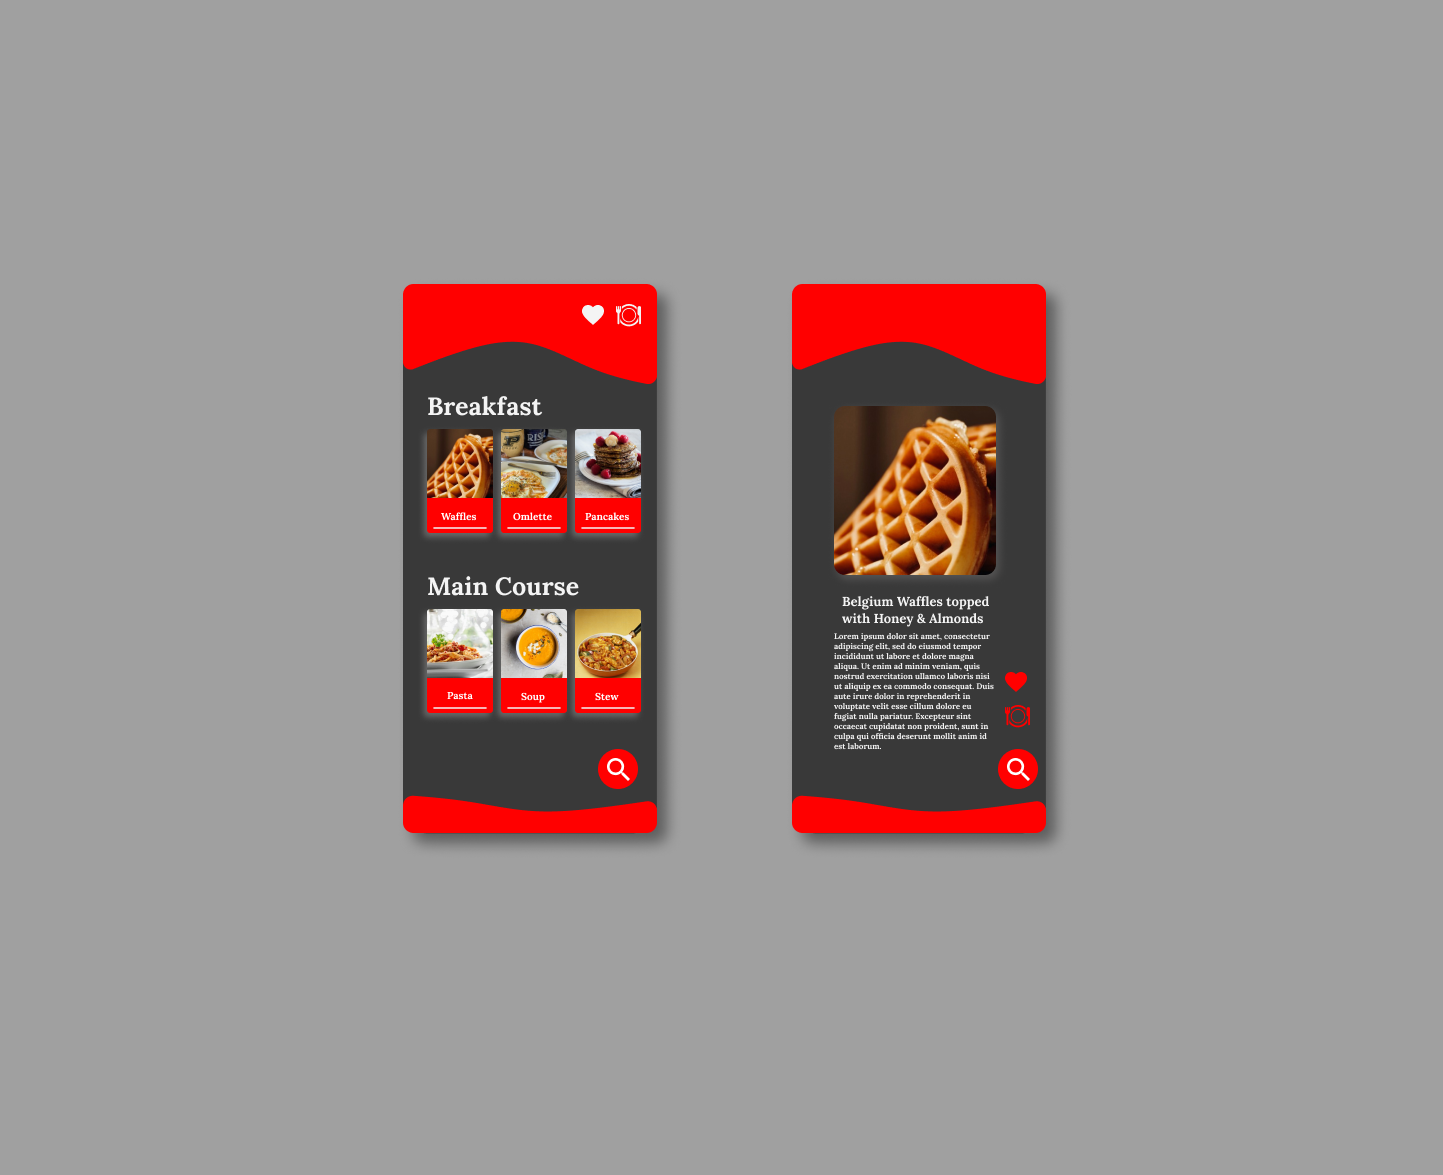 Breakfast
RIS
Waffles
Omlette
Pancakes
Main Course
Pasta
Soup
Stew
Belgium Waffles topped
with Honey & Almonds
Lorem ipsum dolor sit amet, consectetur
adipiscing elit, sed do eiusmod tempor
incididunt ut labore et dolore magna
aliqua. Ut enim ad minim veniam, quis
nostrud exercitation ullamco laboris nisi
ut aliquip ex ea commodo consequat. Duis
aute irure dolor in reprehenderit in
voluptate velit esse cillum dolore eu
fugiat nulla pariatur. Excepteur sint
occaecat cupidatat non proident, sunt in
culpa qui officia deserunt mollit anim id
est laborum.